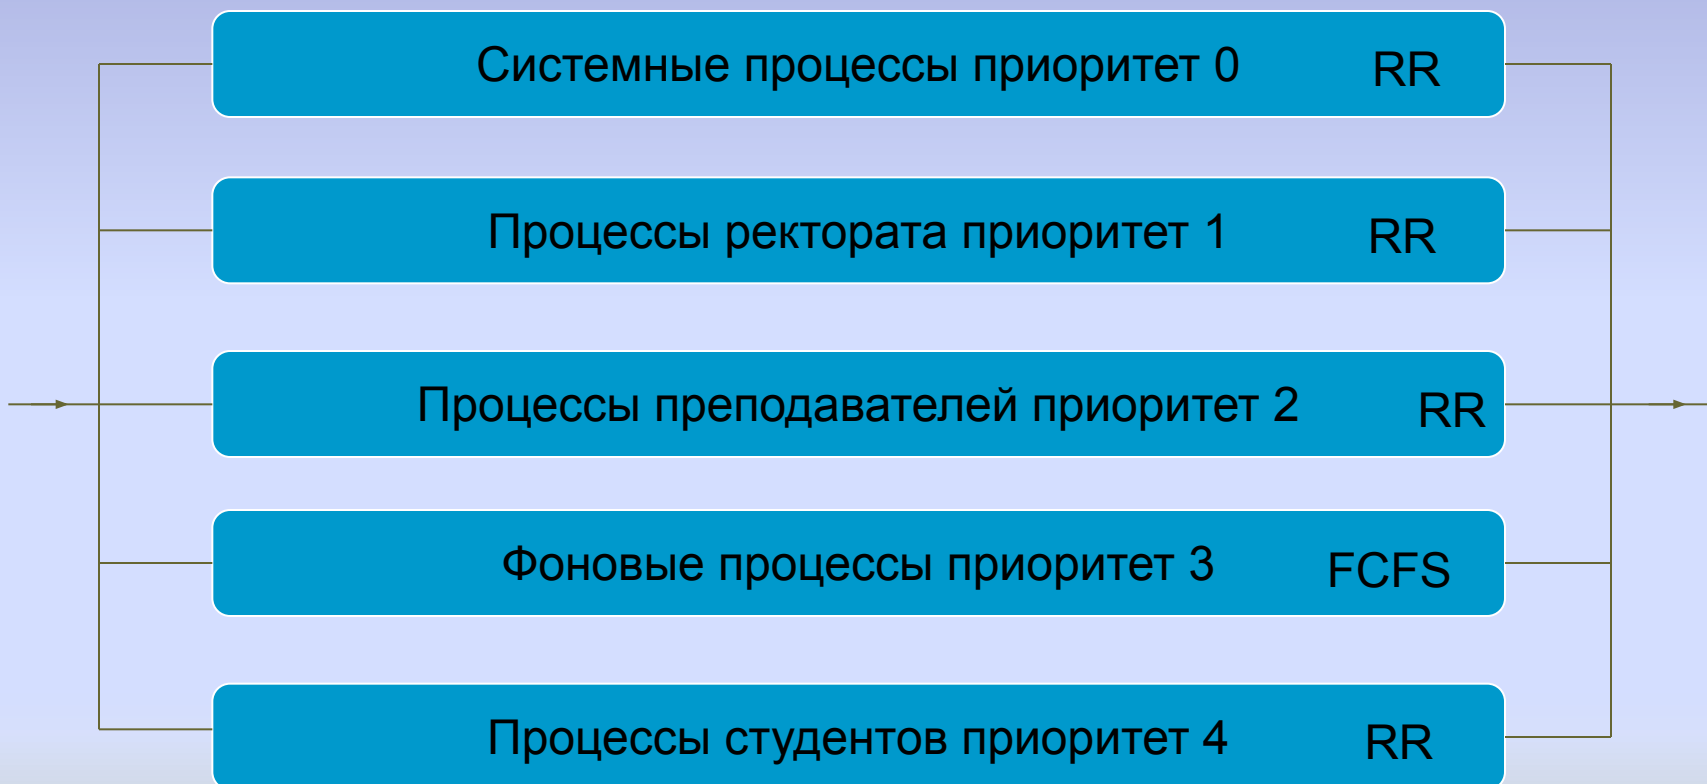 Системные процессы приоритет 0 RR
Процессы ректората приоритет 1 RR
Процессы преподавателей приоритет 2 RR
Фоновые процессы приоритет 3 FCFS
Процессы студентов приоритет 4 RR